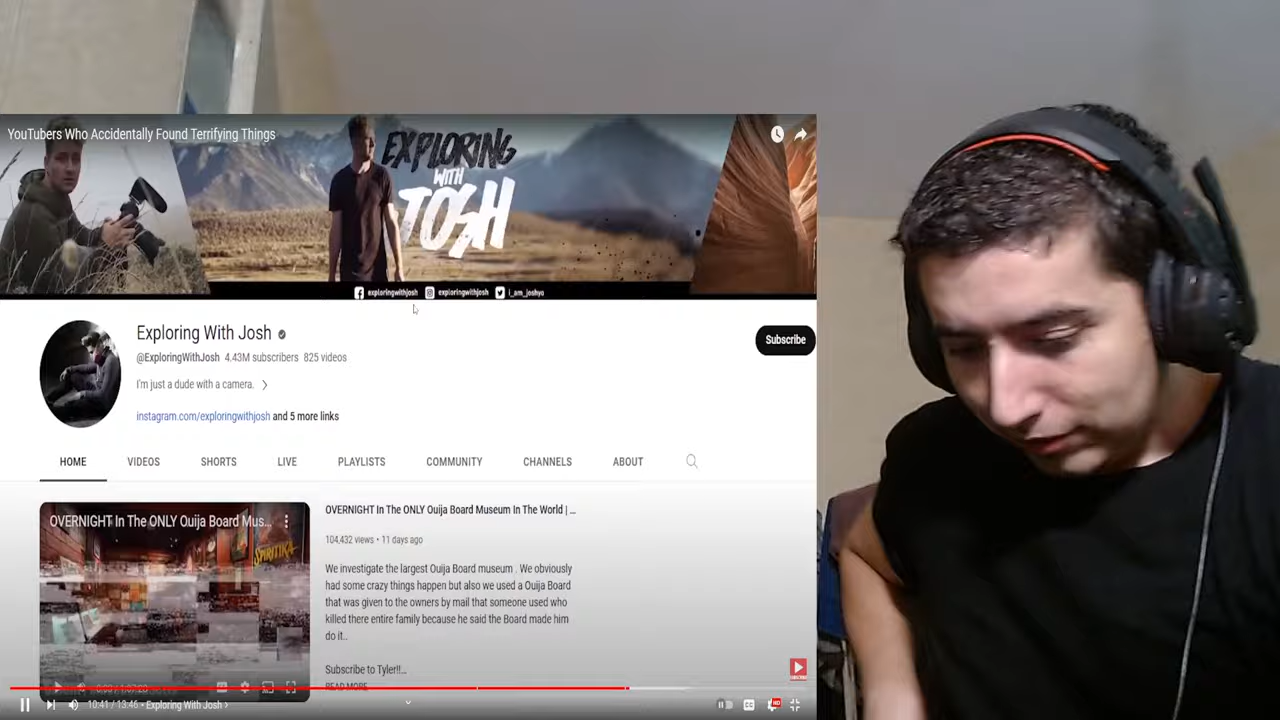 YouTubers Who Accidentally Found Terrifying Things
EXPLORING
WITH
JOSH
exploringwithjosh exploringwithjosh i_am_joshyo
Exploring With Josh
@ExploringWithJosh 4.43M subscribers 825 videos
Subscribe
I'm just a dude with a camera.
instagram.com/exploringwithjosh and 5 more links
HOME VIDEOS SHORTS LIVE PLAYLISTS COMMUNITY CHANNELS ABOUT
OVERNIGHT In The ONLY Ouija Board Mus...
SPIRITIKA
OVERNIGHT In The ONLY Ouija Board Museum In The World | ...
104,432 views • 11 days ago
We investigate the largest Ouija Board museum . We obviously
had some crazy things happen but also we used a Ouija Board
that was given to the owners by mail that someone used who
killed there entire family because he said the Board made him
do it..
Subscribe to Tyler!!...
READ MORE
10:41 / 13:46 • Exploring With Josh ›
CC
HD